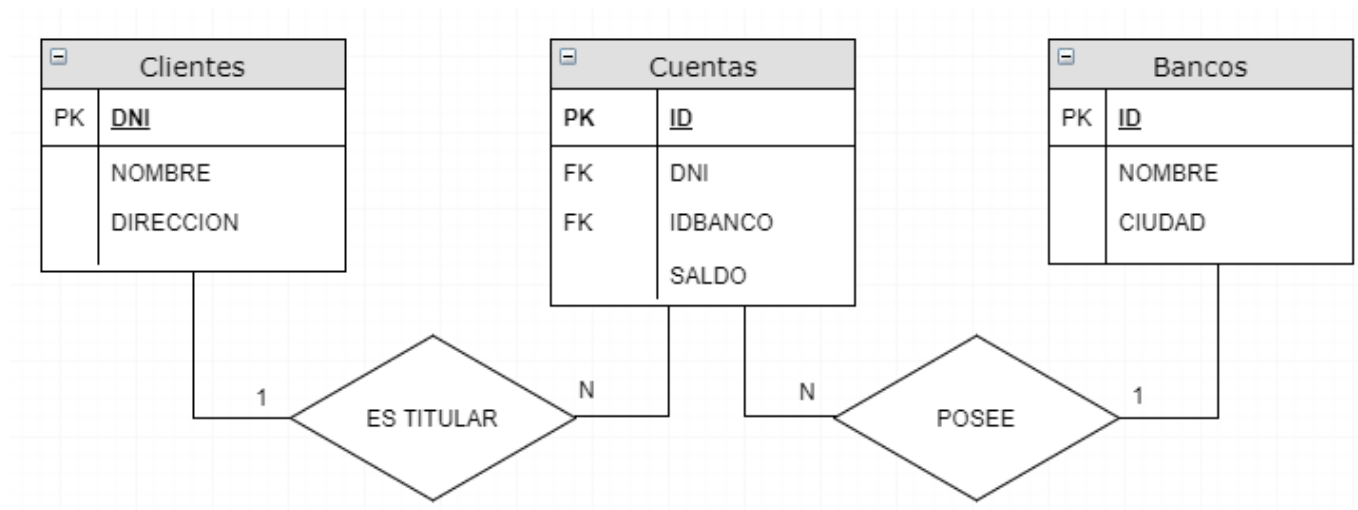 Clientes
PK DNI
NOMBRE
DIRECCION
Cuentas
PK ID
FK DNI
FK IDBANCO
SALDO
Bancos
PK ID
NOMBRE
CIUDAD
1 ES TITULAR N
N POSEE 1